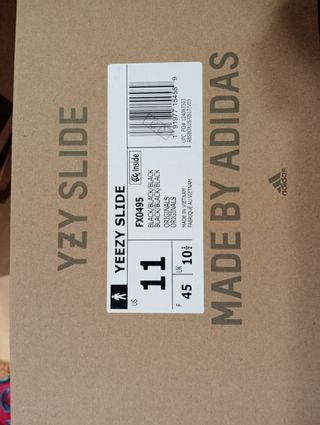 YZY SLIDE
YEEZY SLIDE
FX0495
Inside
BLACK/BLACK/BLACK
BLACK/BLACK/BLACK
ORIGINALS
ORIGINALS
MADE IN VIETNAM
FABRIQUÉ AU VIETNAM
US
11
F
45
UK
10½
MADE BY ADIDAS
adidas